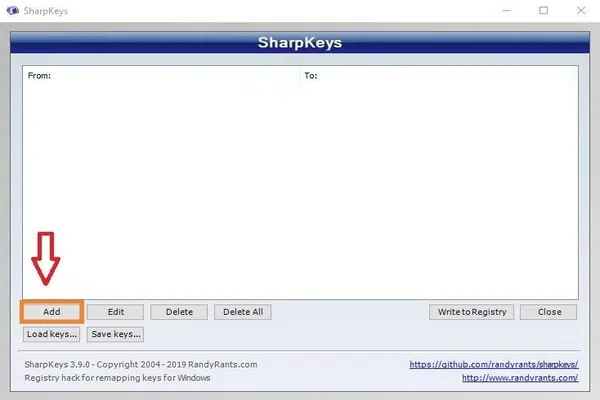 SharpKeys
SharpKeys
From: To:
Add Edit Delete Delete All Write to Registry Close
Load keys... Save keys...
SharpKeys 3.9.0 - Copyright 2004 - 2019 RandyRants.com https://github.com/randyrants/sharpkeys/
Registry hack for remapping keys for Windows http://www.randyrants.com/